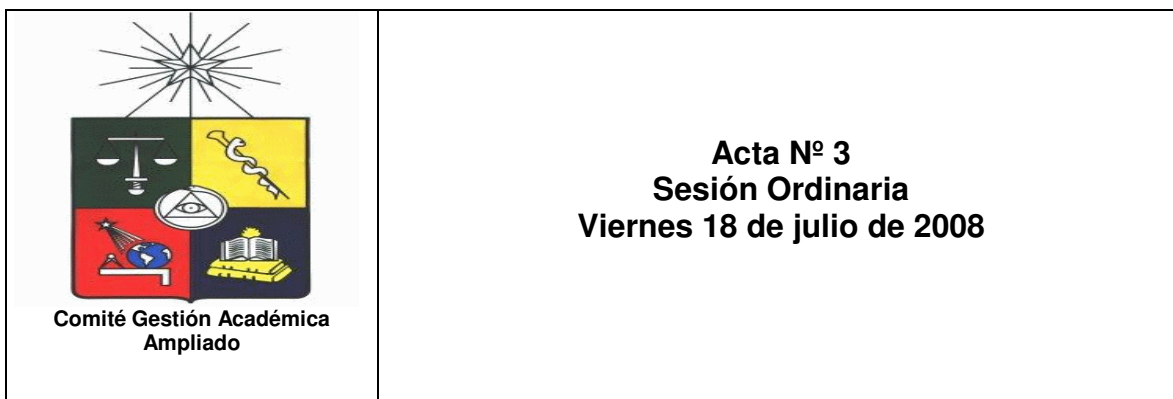 Comité Gestión Académica
Ampliado
Acta Nº 3
Sesión Ordinaria
Viernes 18 de julio de 2008